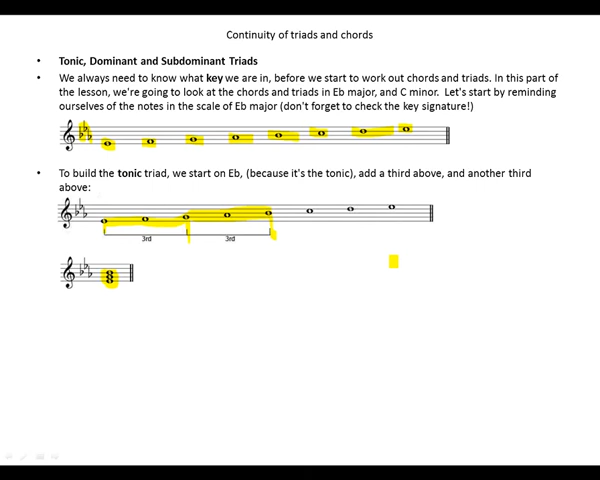 Continuity of triads and chords
• Tonic, Dominant and Subdominant Triads
• We always need to know what key we are in, before we start to work out chords and triads. In this part of
the lesson, we're going to look at the chords and triads in Eb major, and C minor. Let's start by reminding
ourselves of the notes in the scale of Eb major (don't forget to check the key signature!)
• To build the tonic triad, we start on Eb, (because it's the tonic), add a third above, and another third
above:
3rd 3rd